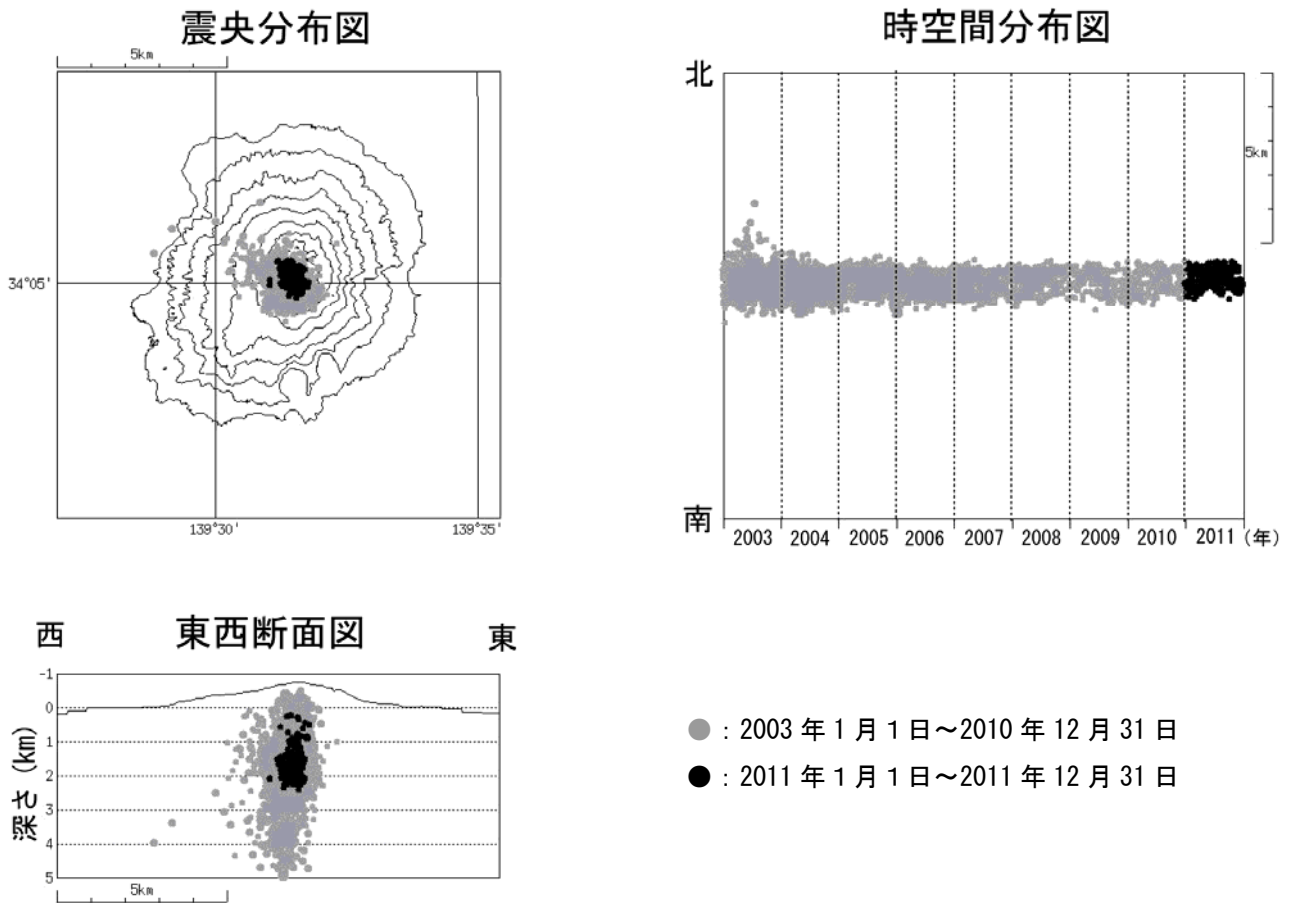 震央分布図
5km
34°05'
139°30'
139°35'
時空間分布図
北
5km
南
2003 2004 2005 2006 2007 2008 2009 2010 2011 (年)
西 東西断面図 東
-1
0
1
2
3
4
5
深さ (km)
5km
● : 2003 年 1 月 1 日～2010 年 12 月 31 日
● : 2011 年 1 月 1 日～2011 年 12 月 31 日